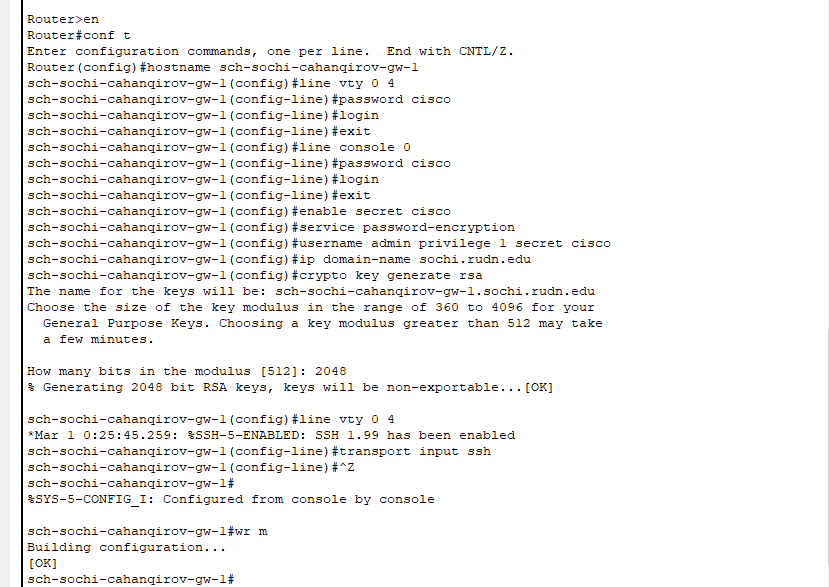 Router>en
Router#conf t
Enter configuration commands, one per line.  End with CNTL/Z.
Router(config)#hostname sch-sochi-cahanqirov-gw-1
sch-sochi-cahanqirov-gw-1(config)#line vty 0 4
sch-sochi-cahanqirov-gw-1(config-line)#password cisco
sch-sochi-cahanqirov-gw-1(config-line)#login
sch-sochi-cahanqirov-gw-1(config-line)#exit
sch-sochi-cahanqirov-gw-1(config)#line console 0
sch-sochi-cahanqirov-gw-1(config-line)#password cisco
sch-sochi-cahanqirov-gw-1(config-line)#login
sch-sochi-cahanqirov-gw-1(config-line)#exit
sch-sochi-cahanqirov-gw-1(config)#enable secret cisco
sch-sochi-cahanqirov-gw-1(config)#service password-encryption
sch-sochi-cahanqirov-gw-1(config)#username admin privilege 1 secret cisco
sch-sochi-cahanqirov-gw-1(config)#ip domain-name sochi.rudn.edu
sch-sochi-cahanqirov-gw-1(config)#crypto key generate rsa
The name for the keys will be: sch-sochi-cahanqirov-gw-1.sochi.rudn.edu
Choose the size of the key modulus in the range of 360 to 4096 for your
  General Purpose Keys. Choosing a key modulus greater than 512 may take
  a few minutes.

How many bits in the modulus [512]: 2048
% Generating 2048 bit RSA keys, keys will be non-exportable...[OK]

sch-sochi-cahanqirov-gw-1(config)#line vty 0 4
*Mar 1 0:25:45.259: %SSH-5-ENABLED: SSH 1.99 has been enabled
sch-sochi-cahanqirov-gw-1(config-line)#transport input ssh
sch-sochi-cahanqirov-gw-1(config-line)#^Z
sch-sochi-cahanqirov-gw-1#
%SYS-5-CONFIG_I: Configured from console by console

sch-sochi-cahanqirov-gw-1#wr m
Building configuration...
[OK]
sch-sochi-cahanqirov-gw-1#